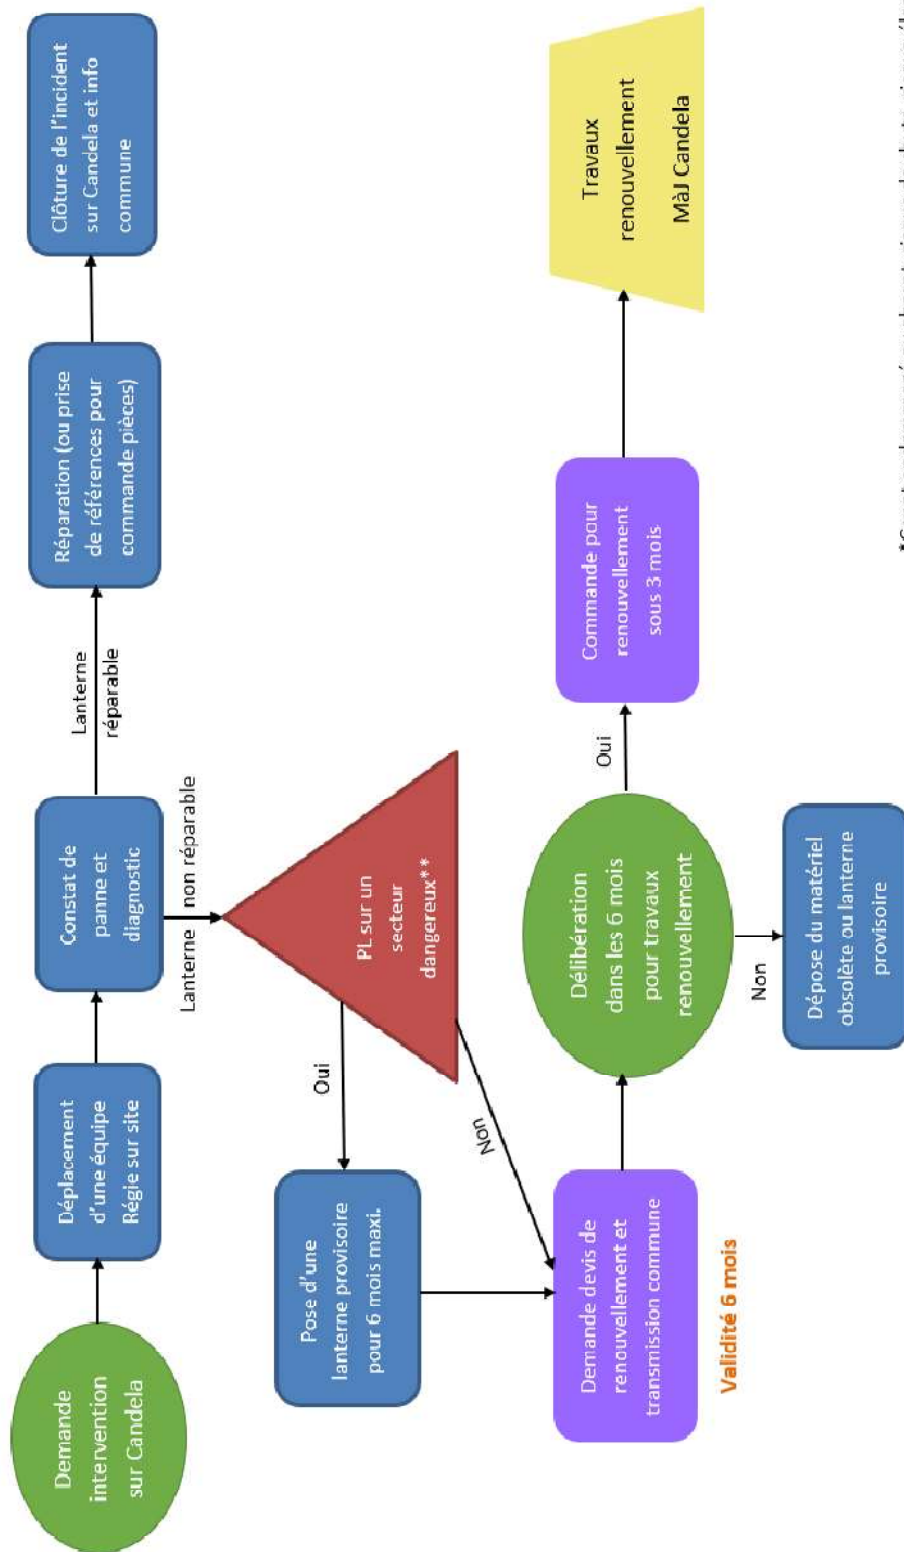 Demande
intervention
sur Candela
Déplacement
d'une équipe
Régie sur site
Constat de
panne et
diagnostic
Lanterne
réparable
Réparation (ou prise
de références pour
commande pièces)
Clôture de l'incident
sur Candela et info
commune
Lanterne non réparable
PL sur un
secteur
dangereux**
Oui
Pose d'une
lanterne provisoire
pour 6 mois maxi.
Non
Demande devis de
renouvellement et
transmission commune
Validité 6 mois
Délibération
dans les 6 mois
pour travaux
renouvellement
Oui
Commande pour
renouvellement
sous 3 mois
Travaux
renouvellement
MàJ Candela
Non
Dépose du matériel
obsolète ou lanterne
provisoire